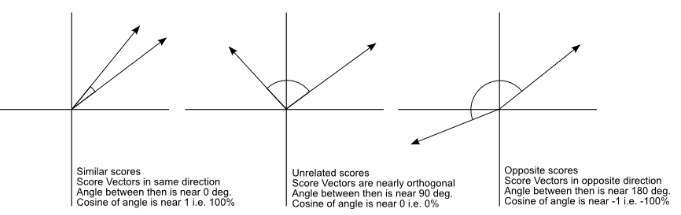 Similar scores
Score Vectors in same direction
Angle between then is near 0 deg.
Cosine of angle is near 1 i.e. 100%
Unrelated scores
Score Vectors are nearly orthogonal
Angle between then is near 90 deg.
Cosine of angle is near 0 i.e. 0%
Opposite scores
Score Vectors in opposite direction
Angle between then is near 180 deg.
Cosine of angle is near -1 i.e. -100%